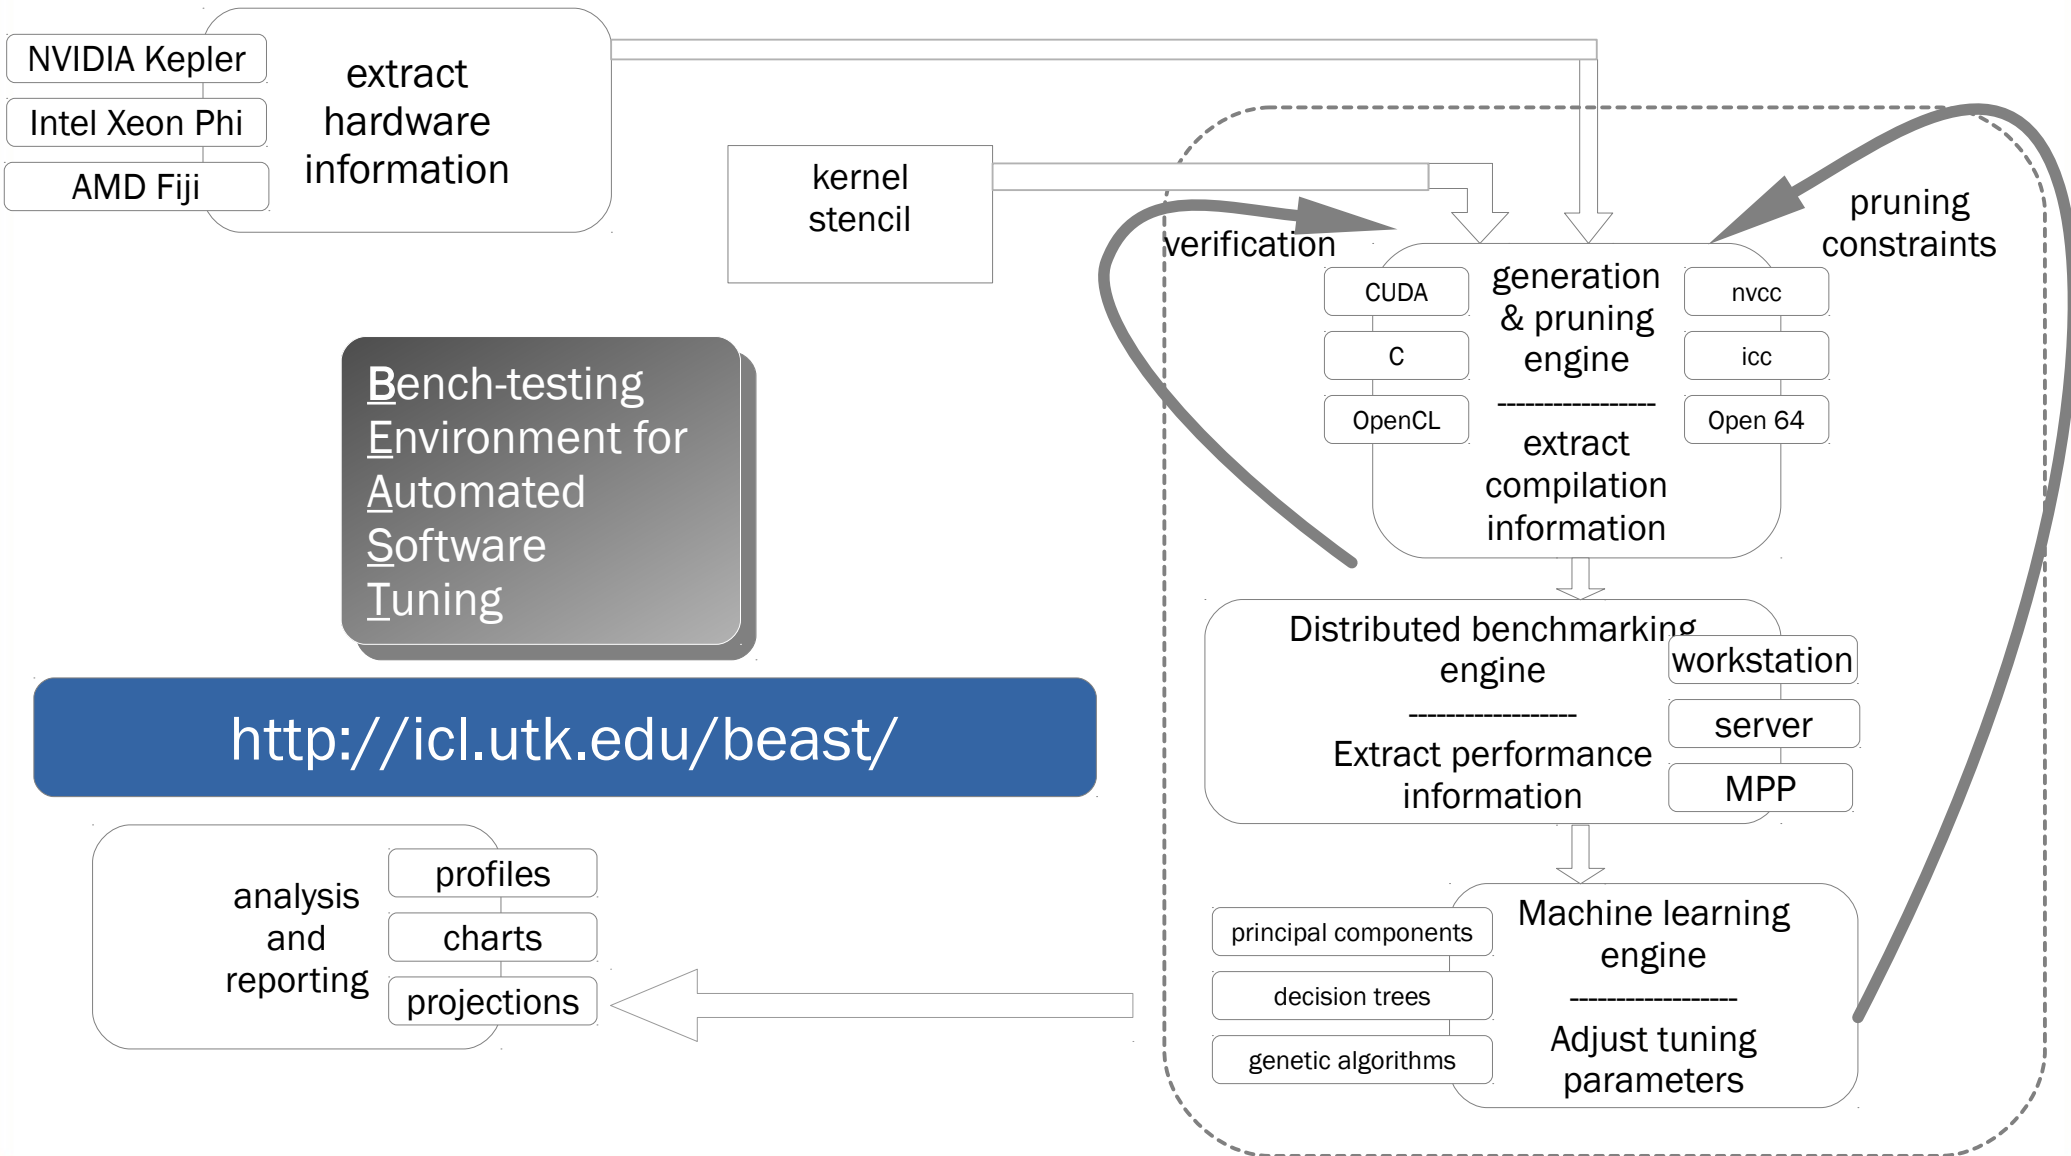 NVIDIA Kepler
Intel Xeon Phi
AMD Fiji
extract
hardware
information
kernel
stencil
verification
pruning
constraints
CUDA
C
OpenCL
generation
& pruning
engine
------------------
extract
compilation
information
nvcc
icc
Open 64
Bench-testing
Environment for
Automated
Software
Tuning
Distributed benchmarking
engine
-------------------
Extract performance
information
workstation
server
MPP
http://icl.utk.edu/beast/
analysis
and
reporting
profiles
charts
projections
principal components
decision trees
genetic algorithms
Machine learning
engine
-------------------
Adjust tuning
parameters